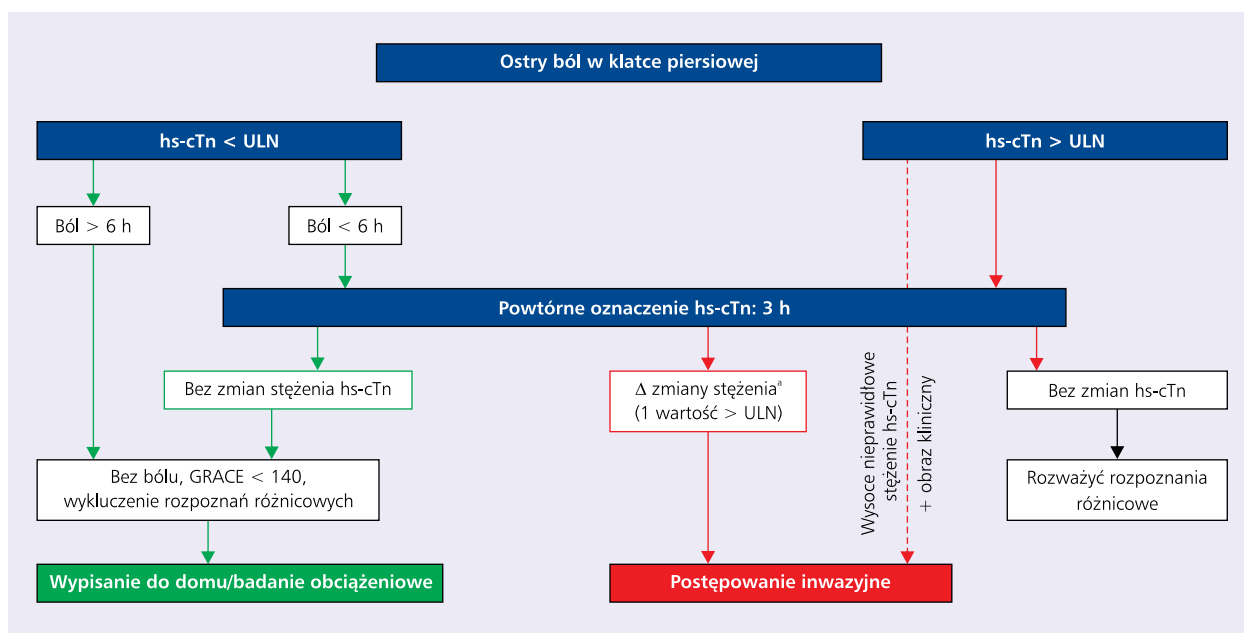 Ostry ból w klatce piersiowej
hs-cTn < ULN
hs-cTn > ULN
Ból > 6 h
Ból < 6 h
Powtórne oznaczenie hs-cTn: 3 h
Bez zmian stężenia hs-cTn
Δ zmiany stężeniaᵃ
(1 wartość > ULN)
Wysoce nieprawidłowe
stężenie hs-cTn
+ obraz kliniczny
Bez zmian hs-cTn
Bez bólu, GRACE < 140,
wykluczenie rozpoznań różnicowych
Rozważyć rozpoznania
różnicowe
Wypisanie do domu/badanie obciążeniowe
Postępowanie inwazyjne